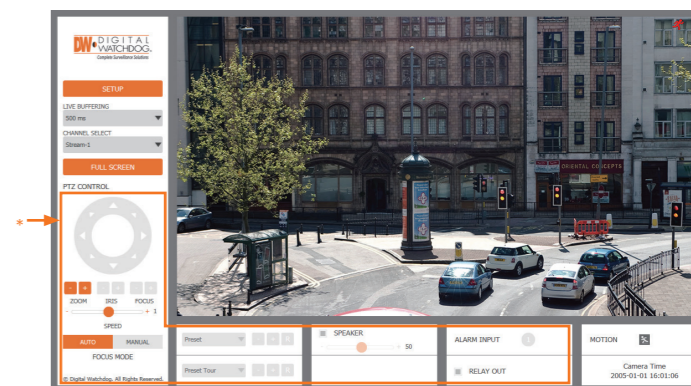 DW DIGITAL
WATCHDOG.
Complete Surveillance Solutions
SETUP
LIVE BUFFERING
500 ms
CHANNEL SELECT
Stream-1
FULL SCREEN
PTZ CONTROL
*
- + - + - +
ZOOM IRIS FOCUS
- + 1
SPEED
AUTO MANUAL
FOCUS MODE
© Digital Watchdog. All Rights Reserved.
ORIENTAL CONCEPTS
Preset
Preset Tour
SPEAKER
- + 50
ALARM INPUT 1
RELAY OUT
MOTION
Camera Time
2005-01-01 16:01:06